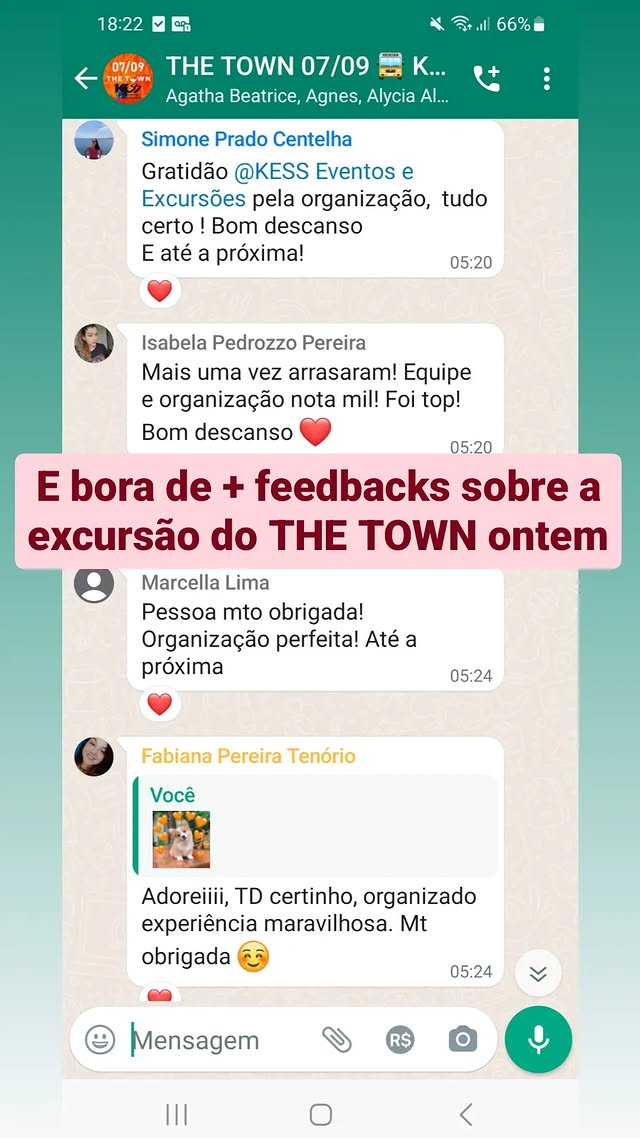 18:22
66%
07/09
THE TOWN
KESS
THE TOWN 07/09 🚍 K...
Agatha Beatrice, Agnes, Alycia Al...
Simone Prado Centelha
Gratidão @KESS Eventos e
Excursões pela organização, tudo
certo ! Bom descanso
E até a próxima!
05:20
Isabela Pedrozzo Pereira
Mais uma vez arrasaram! Equipe
e organização nota mil! Foi top!
Bom descanso ❤️
05:20
E bora de + feedbacks sobre a
excursão do THE TOWN ontem
Marcella Lima
Pessoa mto obrigada!
Organização perfeita! Até a
próxima
05:24
Fabiana Pereira Tenório
Você
Adoreiiii, TD certinho, organizado
experiência maravilhosa. Mt
obrigada ☺️
05:24
Mensagem
R$